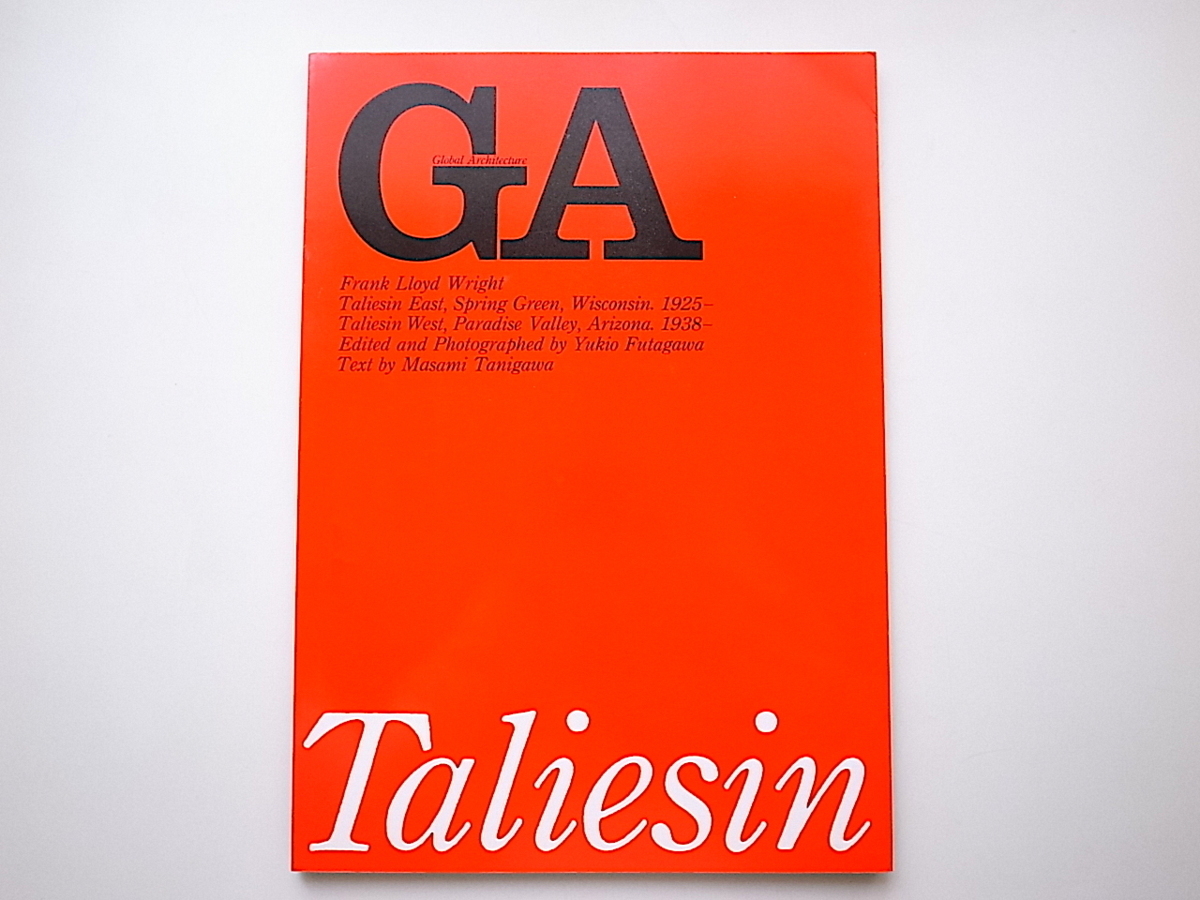 GA
Global Architecture
Frank Lloyd Wright
Taliesin East, Spring Green, Wisconsin. 1925–
Taliesin West, Paradise Valley, Arizona. 1938–
Edited and Photographed by Yukio Futagawa
Text by Masami Tanigawa
Taliesin